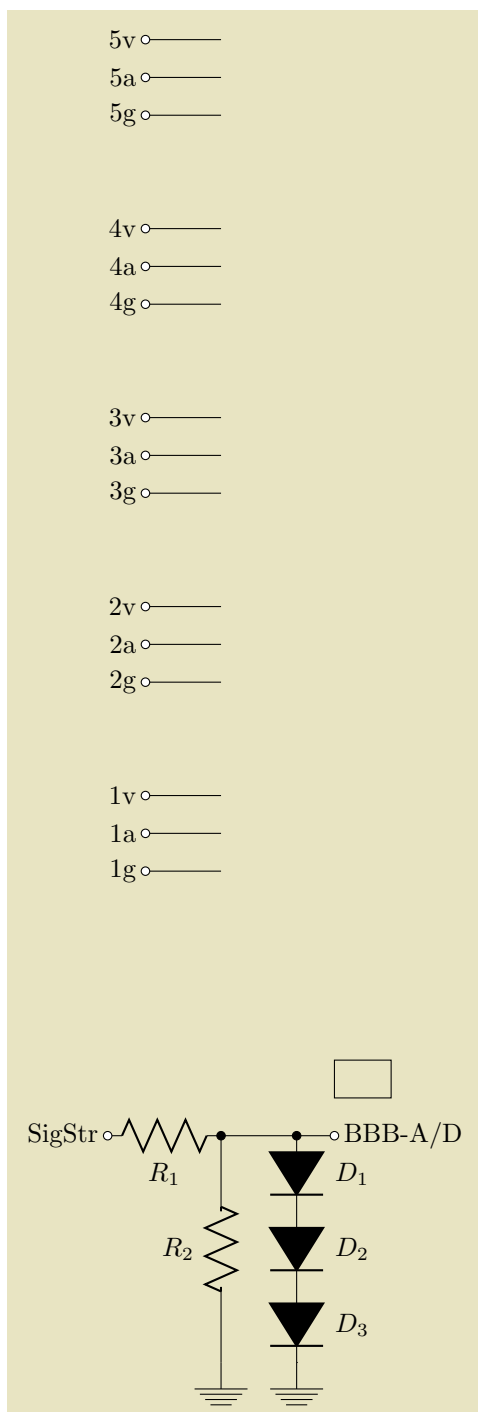 5v
5a
5g
4v
4a
4g
3v
3a
3g
2v
2a
2g
1v
1a
1g
SigStr BBB-A/D
R1 D1
R2 D2
D3